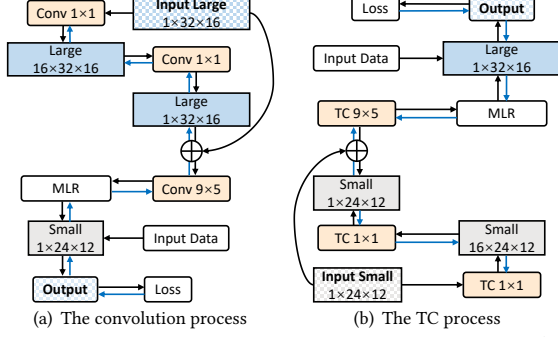 Conv 1×1
Input Large
1×32×16
Large
16×32×16
Conv 1×1
Large
1×32×16
MLR
Conv 9×5
Small
1×24×12
Input Data
Output
Loss
(a) The convolution process
Loss
Output
Input Data
Large
1×32×16
TC 9×5
MLR
Small
1×24×12
TC 1×1
Small
16×24×12
Input Small
1×24×12
TC 1×1
(b) The TC process